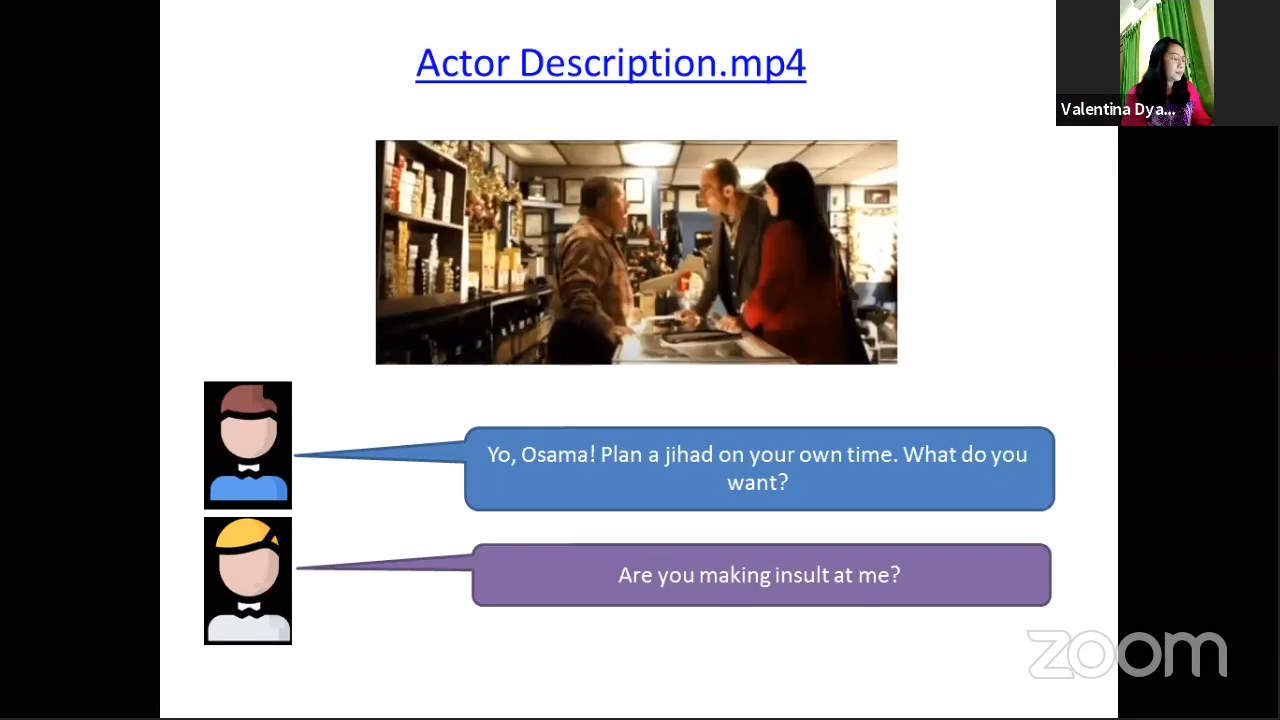 Actor Description.mp4
Valentina Dya...
Yo, Osama! Plan a jihad on your own time. What do you
want?
Are you making insult at me?
zoom